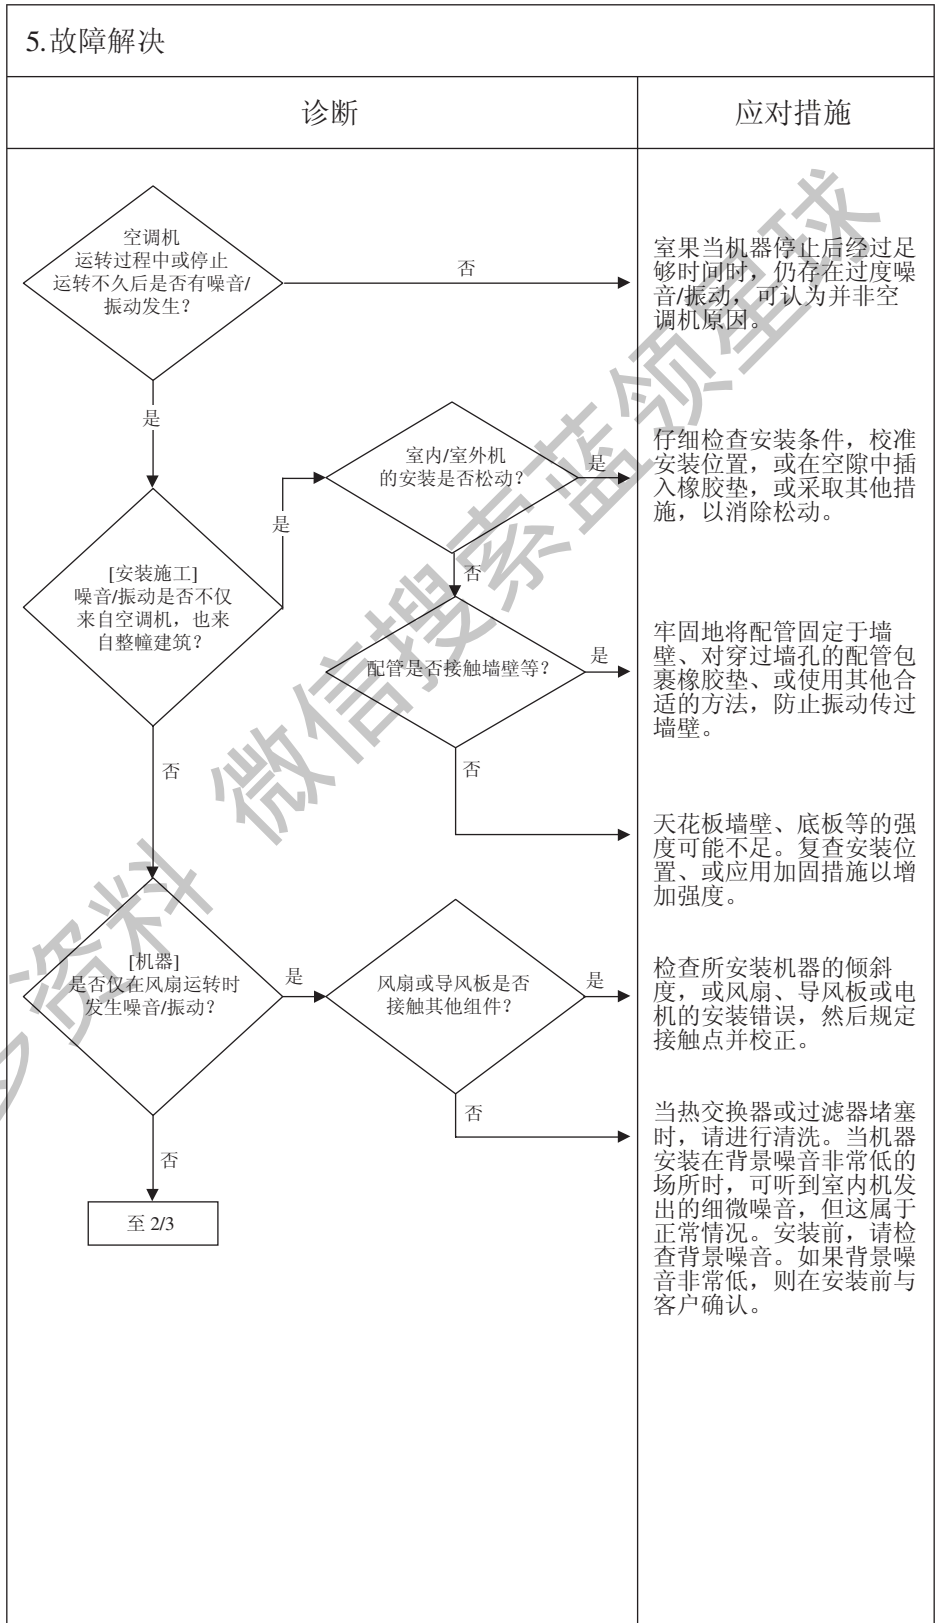 5.故障解决
诊断
应对措施
空调机
运转过程中或停止
运转不久后是否有噪音/
振动发生?
否
室果当机器停止后经过足
够时间时，仍存在过度噪
音/振动，可认为并非空
调机原因。
是
室内/室外机
的安装是否松动?
是
仔细检查安装条件，校准
安装位置，或在空隙中插
入橡胶垫，或采取其他措
施，以消除松动。
是
[安装施工]
噪音/振动是否不仅
来自空调机，也来
自整幢建筑?
否
配管是否接触墙壁等?
是
牢固地将配管固定于墙
壁、对穿过墙孔的配管包
裹橡胶垫、或使用其他合
适的方法，防止振动传过
墙壁。
否
否
天花板墙壁、底板等的强
度可能不足。复查安装位
置、或应用加固措施以增
加强度。
[机器]
是否仅在风扇运转时
发生噪音/振动?
是
风扇或导风板是否
接触其他组件?
是
检查所安装机器的倾斜
度，或风扇、导风板或电
机的安装错误，然后规定
接触点并校正。
否
当热交换器或过滤器堵塞
时，请进行清洗。当机器
安装在背景噪音非常低的
场所时，可听到室内机发
出的细微噪音，但这属于
正常情况。安装前，请检
查背景噪音。如果背景噪
音非常低，则在安装前与
客户确认。
否
至 2/3
多资料 微信搜索蓝领星球